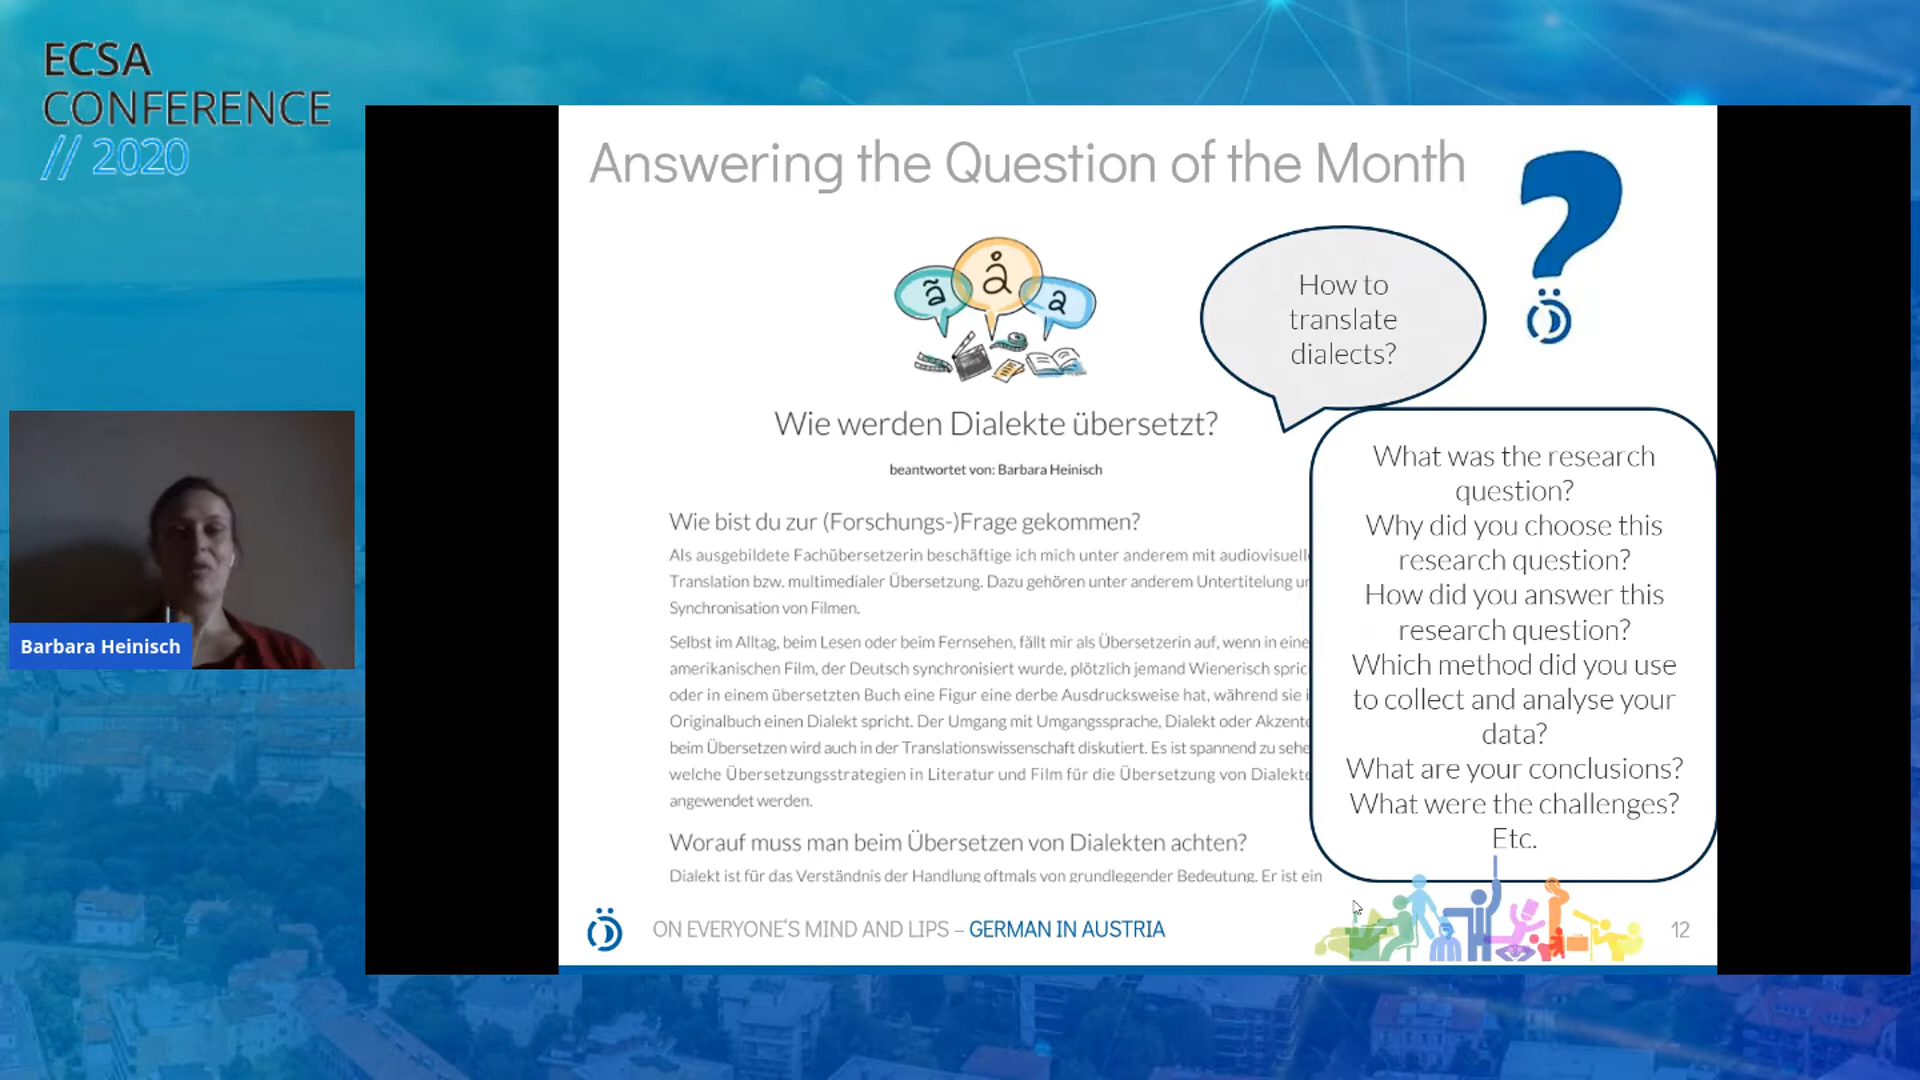 ECSA
CONFERENCE
// 2020
Barbara Heinisch
Answering the Question of the Month
?
ã
å
a
How to
translate
dialects?
Wie werden Dialekte übersetzt?
beantwortet von: Barbara Heinisch
Wie bist du zur (Forschungs-)Frage gekommen?
Als ausgebildete Fachübersetzerin beschäftige ich mich unter anderem mit audiovisuell
Translation bzw. multimedialer Übersetzung. Dazu gehören unter anderem Untertitelung un
Synchronisation von Filmen.
Selbst im Alltag, beim Lesen oder beim Fernsehen, fällt mir als Übersetzerin auf, wenn in eine
amerikanischen Film, der Deutsch synchronisiert wurde, plötzlich jemand Wienerisch spric
oder in einem übersetzten Buch eine Figur eine derbe Ausdrucksweise hat, während sie i
Originalbuch einen Dialekt spricht. Der Umgang mit Umgangssprache, Dialekt oder Akzente
beim Übersetzen wird auch in der Translationswissenschaft diskutiert. Es ist spannend zu sehe
welche Übersetzungsstrategien in Literatur und Film für die Übersetzung von Dialekte
angewendet werden.
Worauf muss man beim Übersetzen von Dialekten achten?
Dialekt ist für das Verständnis der Handlung oftmals von grundlegender Bedeutung. Er ist ein
What was the research
question?
Why did you choose this
research question?
How did you answer this
research question?
Which method did you use
to collect and analyse your
data?
What are your conclusions?
What were the challenges?
Etc.
ON EVERYONE'S MIND AND LIPS – GERMAN IN AUSTRIA
12